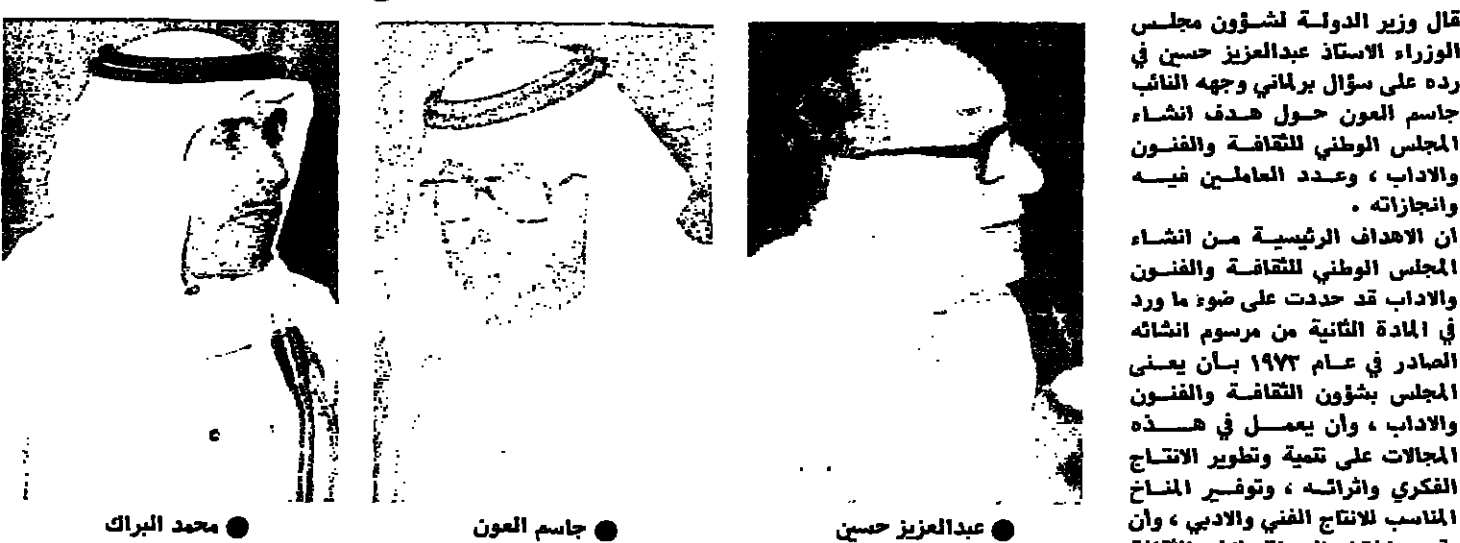 قال وزير الدولة لشؤون مجلس
الوزراء الاستاذ عبدالعزيز حسين في
رده على سؤال برلماني وجهه النائب
جاسم العون حول هدف انشاء
المجلس الوطني للثقافة والفنون
والاداب ، وعدد العاملين فيه
وانجازاته .
ان الاهداف الرئيسية من انشاء
المجلس الوطني للثقافة والفنون
والاداب قد حددت على ضوء ما ورد
في المادة الثانية من مرسوم انشائه
الصادر في عام ١٩٧٣ بأن يعنى
المجلس بشؤون الثقافة والفنون
والاداب ، وأن يعمل في هذه
المجالات على تنمية وتطوير الانتاج
الفكري واثرائه ، وتوفير المناخ
المناسب للانتاج الفني والادبي ، وأن
● عبدالعزيز حسين
● جاسم العون
● محمد البراك